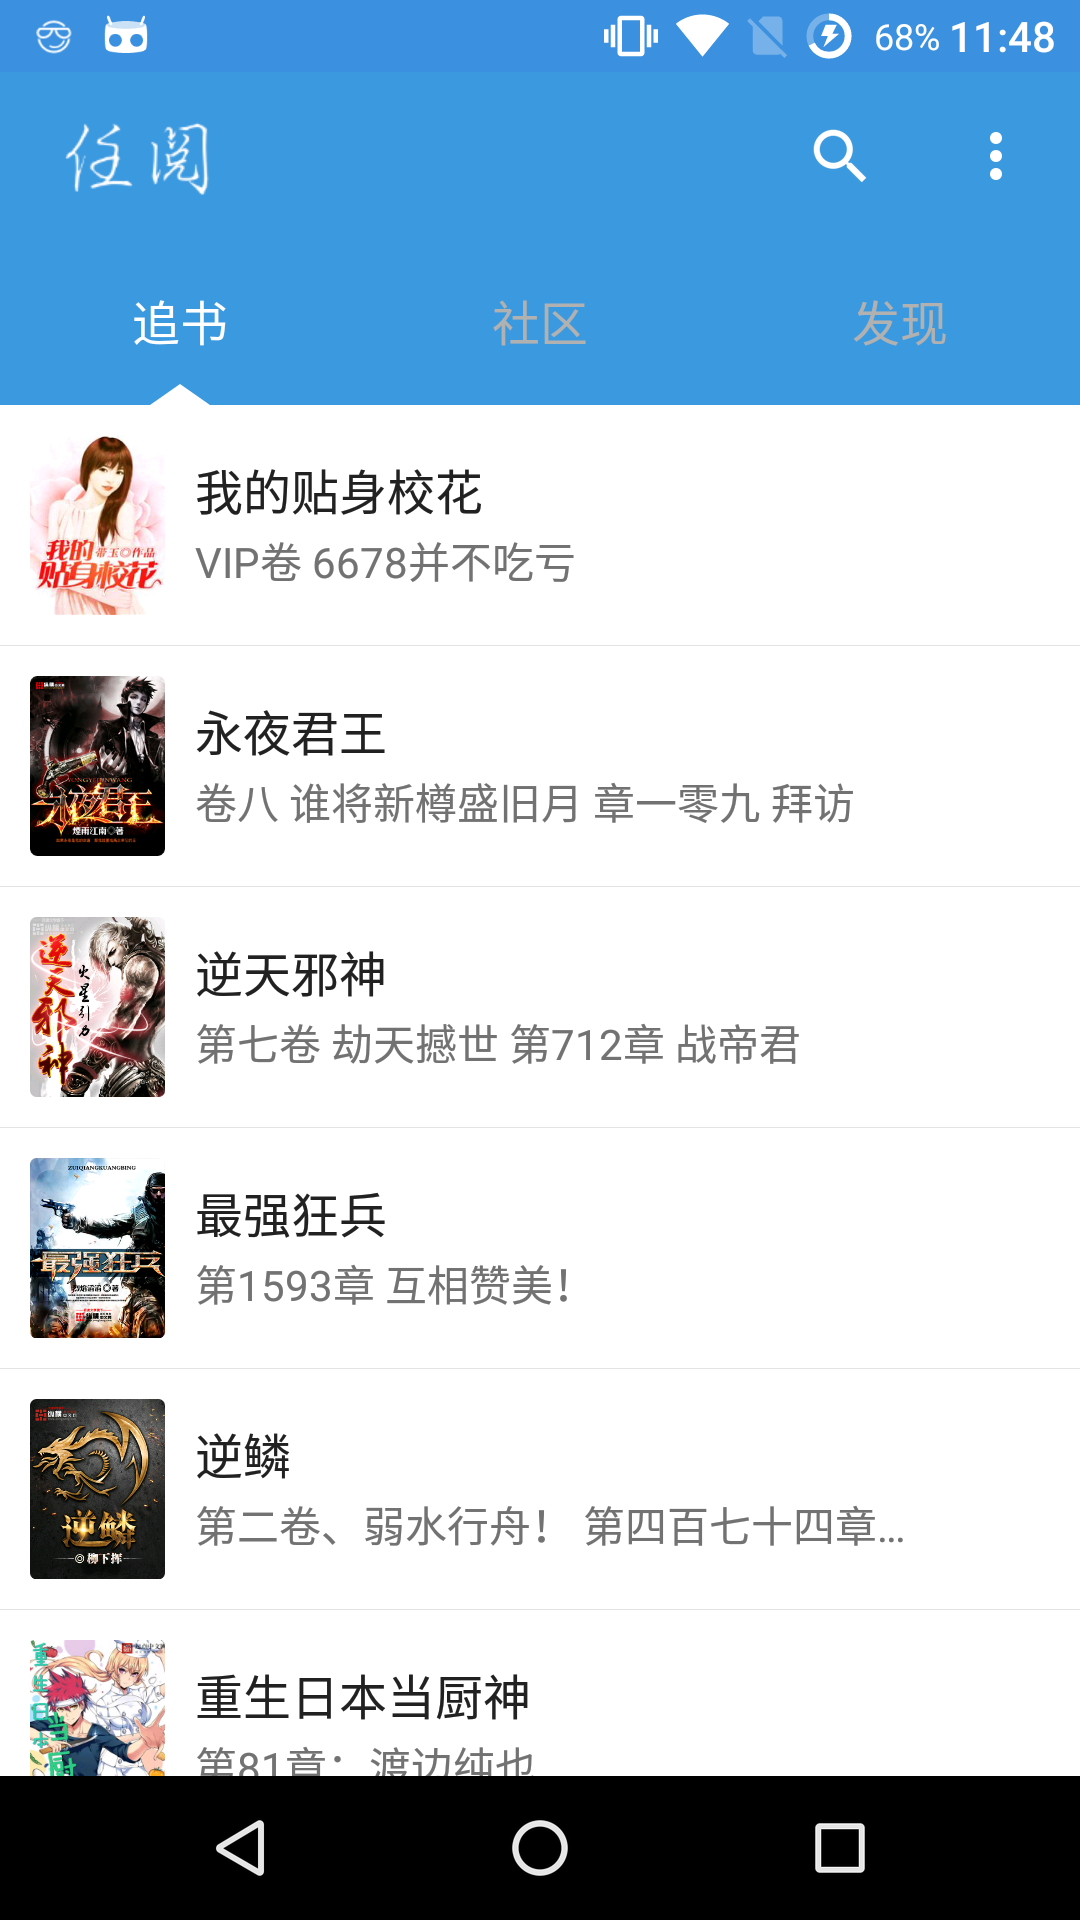 68% 11:48
任阅
追书 社区 发现
我的贴身校花
VIP卷 6678并不吃亏
我的 带玉◎作品
贴身校花
永夜君王
卷八 谁将新樽盛旧月 章一零九 拜访
YONGYEJUNWANG
永夜君王
烟雨江南◎著
逆天邪神
第七卷 劫天撼世 第712章 战帝君
逆天邪神
火星引力
最强狂兵
第1593章 互相赞美！
ZUIQIANGKUANGBING
最强狂兵
烈焰滔滔◎著
逆鳞
第二卷、弱水行舟！ 第四百七十四章...
逆鳞
◎柳下挥
重生日本当厨神
第81章：渡边纯也
重生日本
当厨